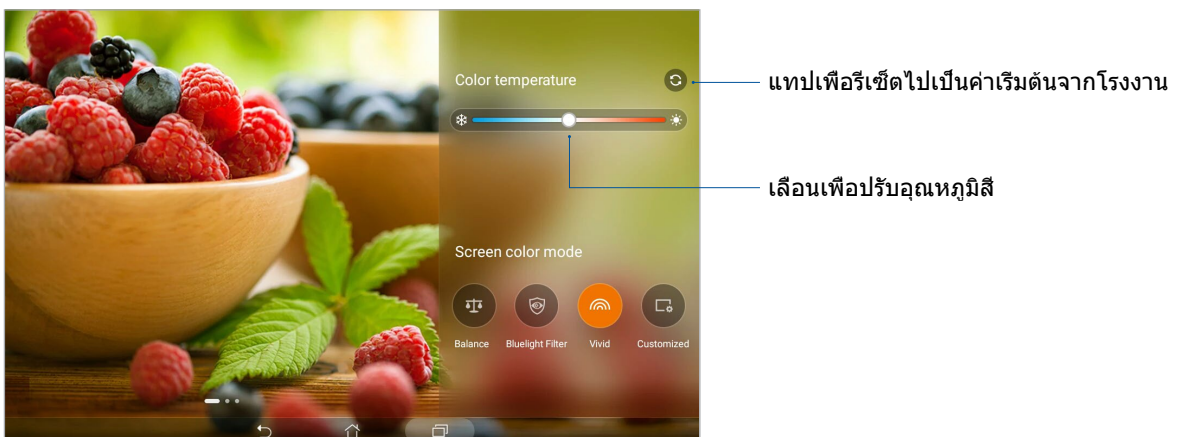 Color temperature
แทปเพื่อรีเซ็ตไปเป็นค่าเริ่มต้นจากโรงงาน
เลื่อนเพื่อปรับอุณหภูมิสี
Screen color mode
Balance Bluelight Filter Vivid Customized